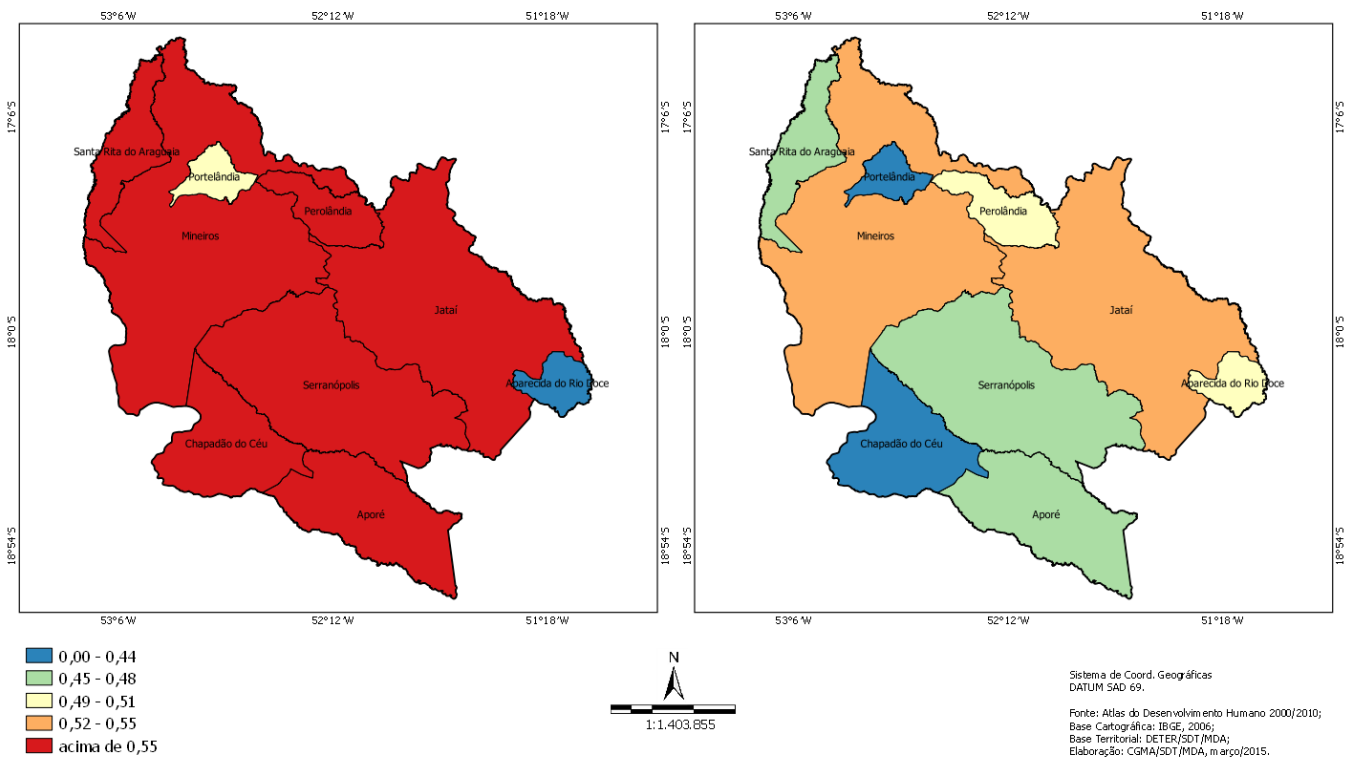 53°6´W 52°12´W 51°18´W 53°6´W 52°12´W 51°18´W
17°6´S 17°6´S 17°6´S 17°6´S
Santa Rita do Araguaia
Portelândia
Perolândia
Mineiros
Jataí
18°0´S 18°0´S
Serranópolis
Aparecida do Rio Doce
Chapadão do Céu
Aporé
18°54´S 18°54´S
Santa Rita do Araguaia
Portelândia
Perolândia
Mineiros
Jataí
18°0´S 18°0´S
Serranópolis
Aparecida do Rio Doce
Chapadão do Céu
Aporé
18°54´S 18°54´S
53°6´W 52°12´W 51°18´W 53°6´W 52°12´W 51°18´W
0,00 - 0,44
0,45 - 0,48
0,49 - 0,51
0,52 - 0,55
acima de 0,55
N
1:1.403.855
Sistema de Coord. Geográficas
DATUM SAD 69.
Fonte: Atlas do Desenvolvimento Humano 2000/2010;
Base Cartográfica: IBGE, 2006;
Base Territorial: DETER/SDT/MDA;
Elaboração: CGMA/SDT/MDA, março/2015.